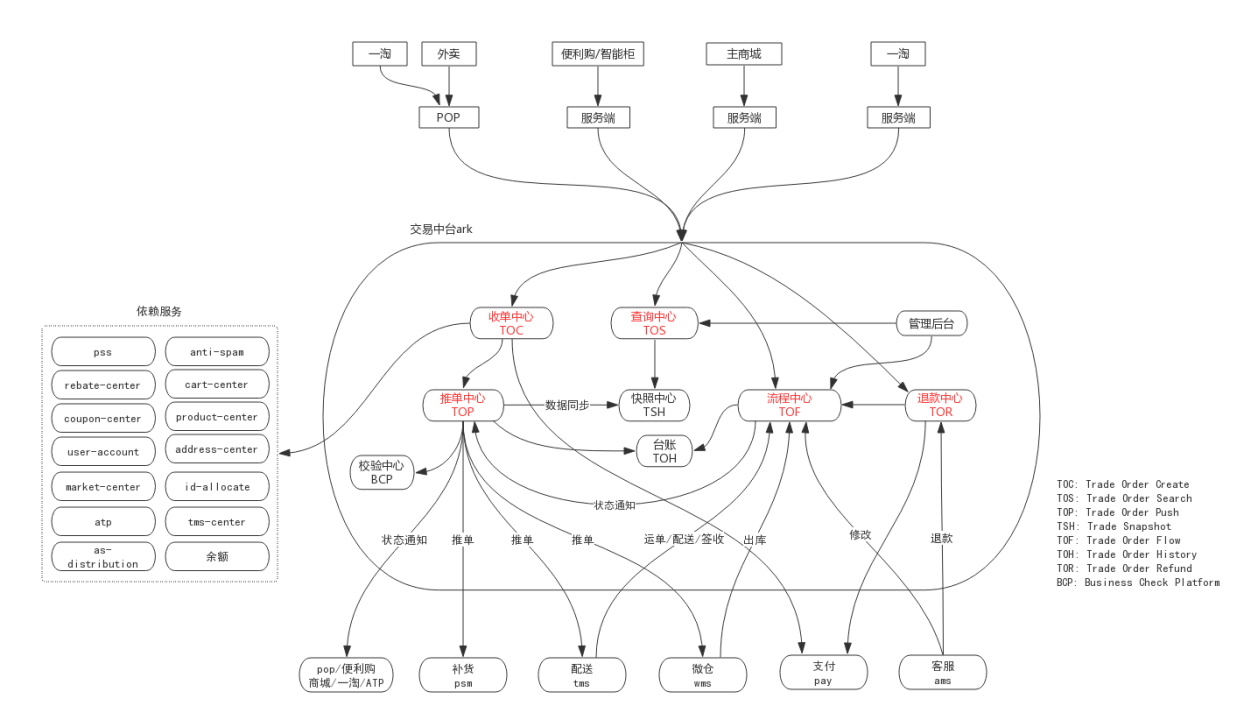 一淘
外卖
便利购/智能柜
主商城
一淘
POP
服务端
服务端
服务端
交易中台ark
依赖服务
pss
anti-spam
rebate-center
cart-center
coupon-center
product-center
user-account
address-center
market-center
id-allocate
atp
tms-center
as-
distribution
余额
收单中心
TOC
查询中心
TOS
管理后台
推单中心
TOP
数据同步
快照中心
TSH
流程中心
TOF
退款中心
TOR
台账
TOH
校验中心
BCP
状态通知
状态通知
推单
推单
推单
运单/配送/签收
出库
修改
退款
pop/便利购
商城/一淘/ATP
补货
psm
配送
tms
微仓
wms
支付
pay
客服
ams
TOC: Trade Order Create
TOS: Trade Order Search
TOP: Trade Order Push
TSH: Trade Snapshot
TOF: Trade Order Flow
TOH: Trade Order History
TOR: Trade Order Refund
BCP: Business Check Platform